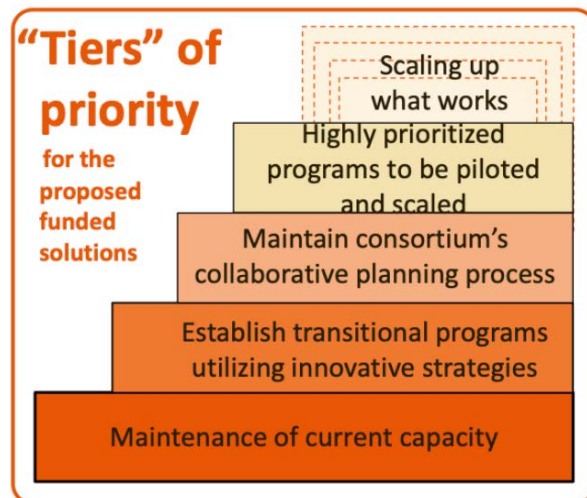 “Tiers” of
priority
for the
proposed
funded
solutions
Scaling up
what works
Highly prioritized
programs to be piloted
and scaled
Maintain consortium’s
collaborative planning process
Establish transitional programs
utilizing innovative strategies
Maintenance of current capacity